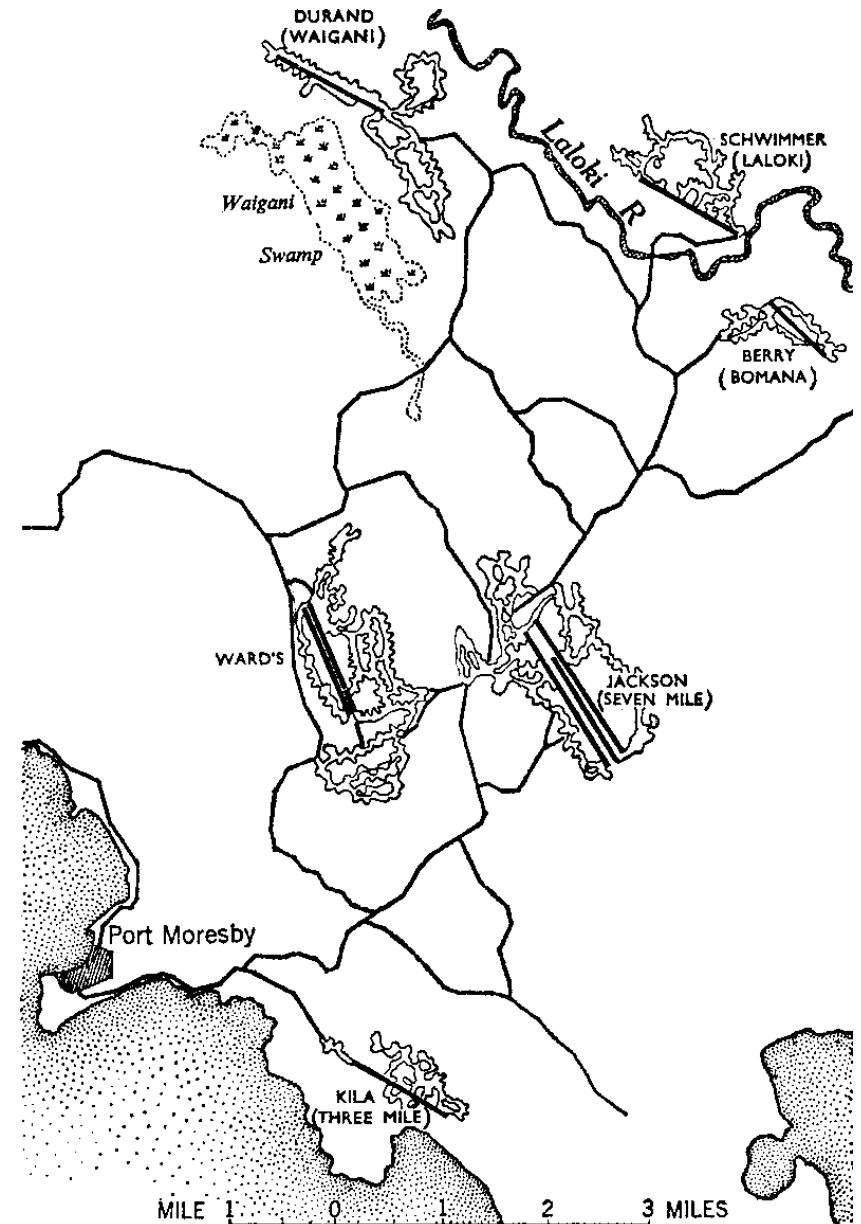 DURAND
(WAIGANI)
Laloki R
SCHWIMMER
(LALOKI)
Waigani
Swamp
BERRY
(BOMANA)
WARD'S
JACKSON
(SEVEN MILE)
Port Moresby
KILA
(THREE MILE)
MILE 1 0 1 2 3 MILES